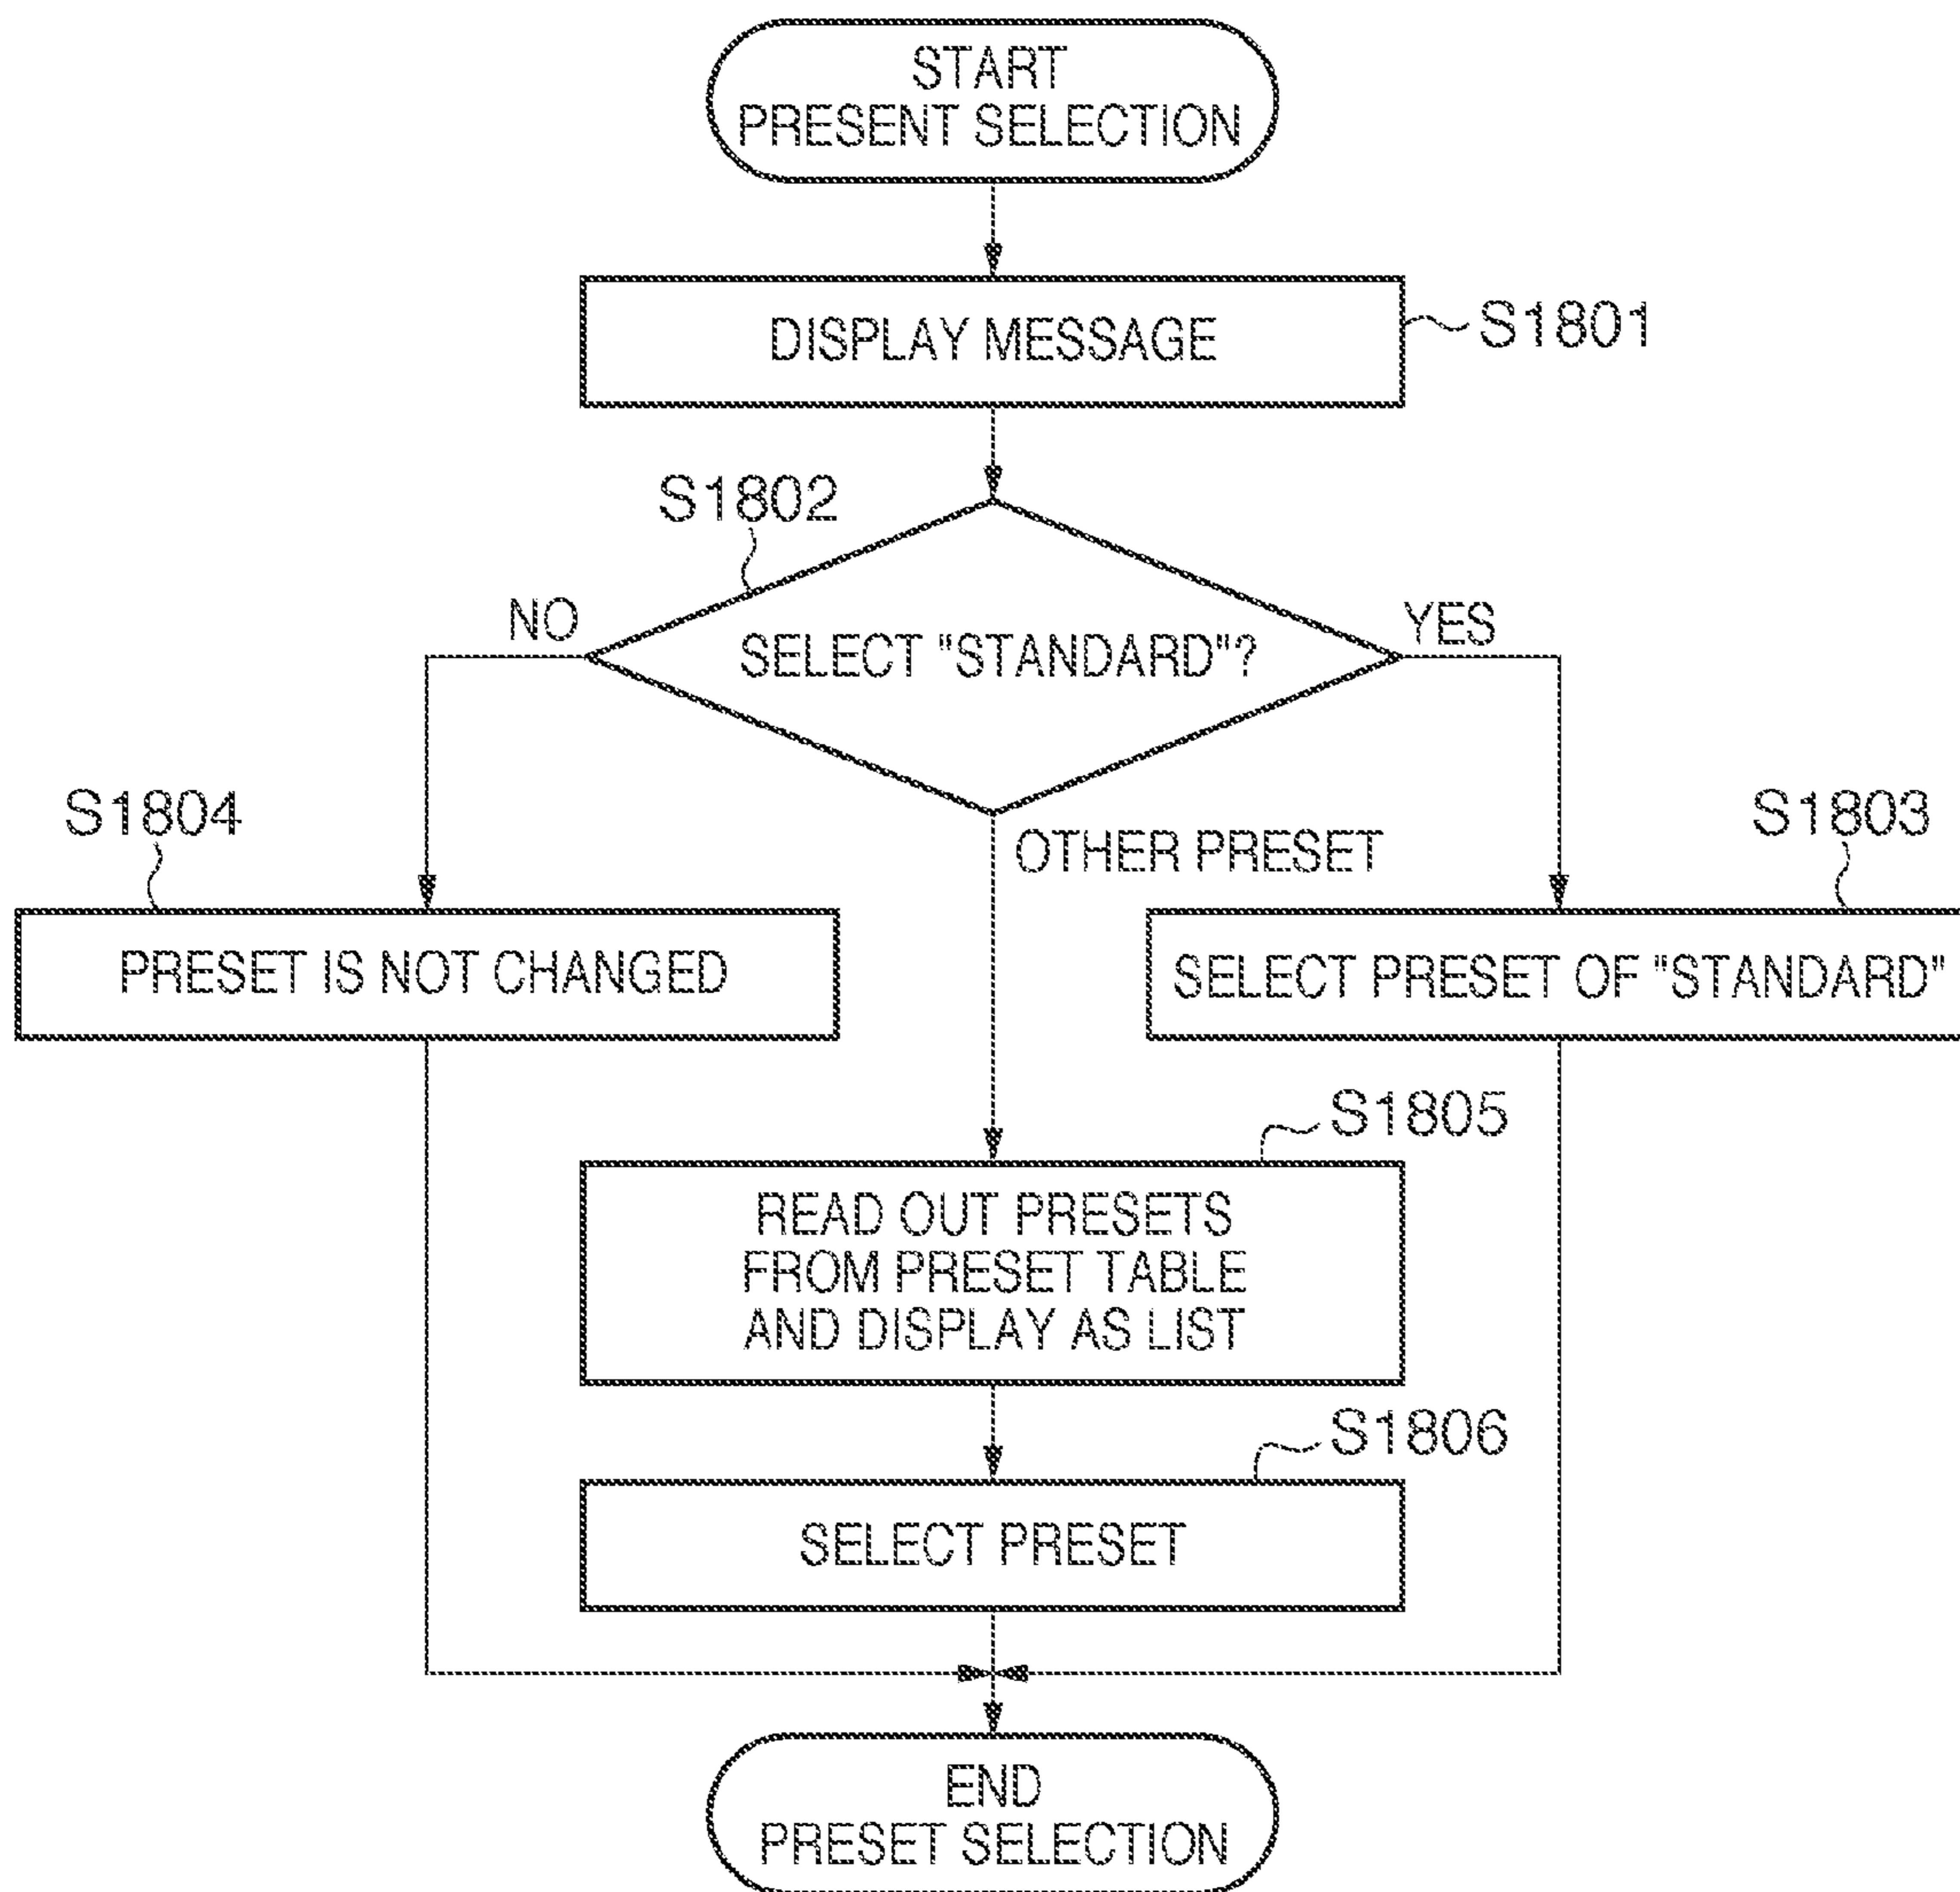 START
PRESENT SELECTION
DISPLAY MESSAGE
S1801
S1802
NO
SELECT "STANDARD"?
YES
S1804
OTHER PRESET
S1803
PRESET IS NOT CHANGED
SELECT PRESET OF "STANDARD"
S1805
READ OUT PRESETS
FROM PRESET TABLE
AND DISPLAY AS LIST
S1806
SELECT PRESET
END
PRESET SELECTION